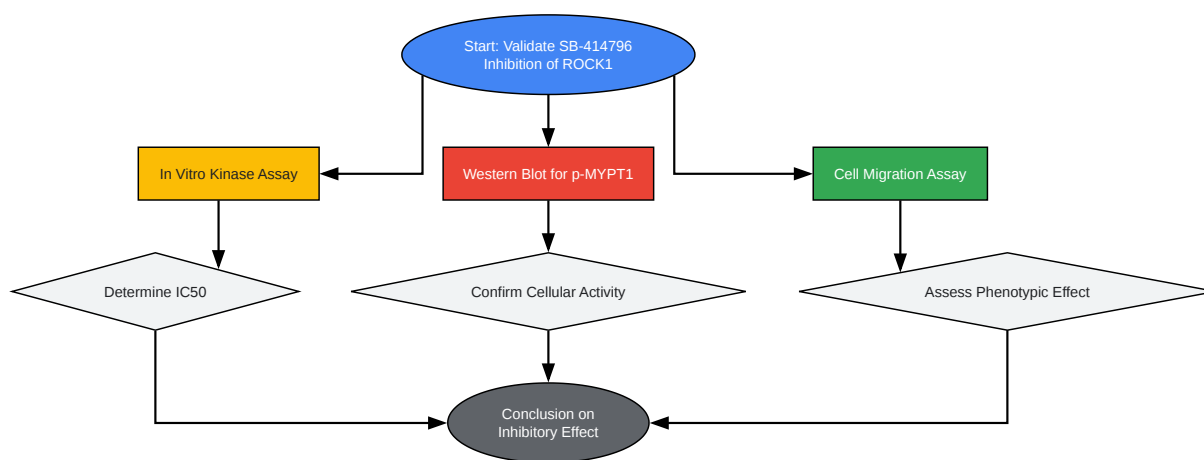 Start: Validate SB-414796
Inhibition of ROCK1
In Vitro Kinase Assay
Western Blot for p-MYPT1
Cell Migration Assay
Determine IC50
Confirm Cellular Activity
Assess Phenotypic Effect
Conclusion on
Inhibitory Effect